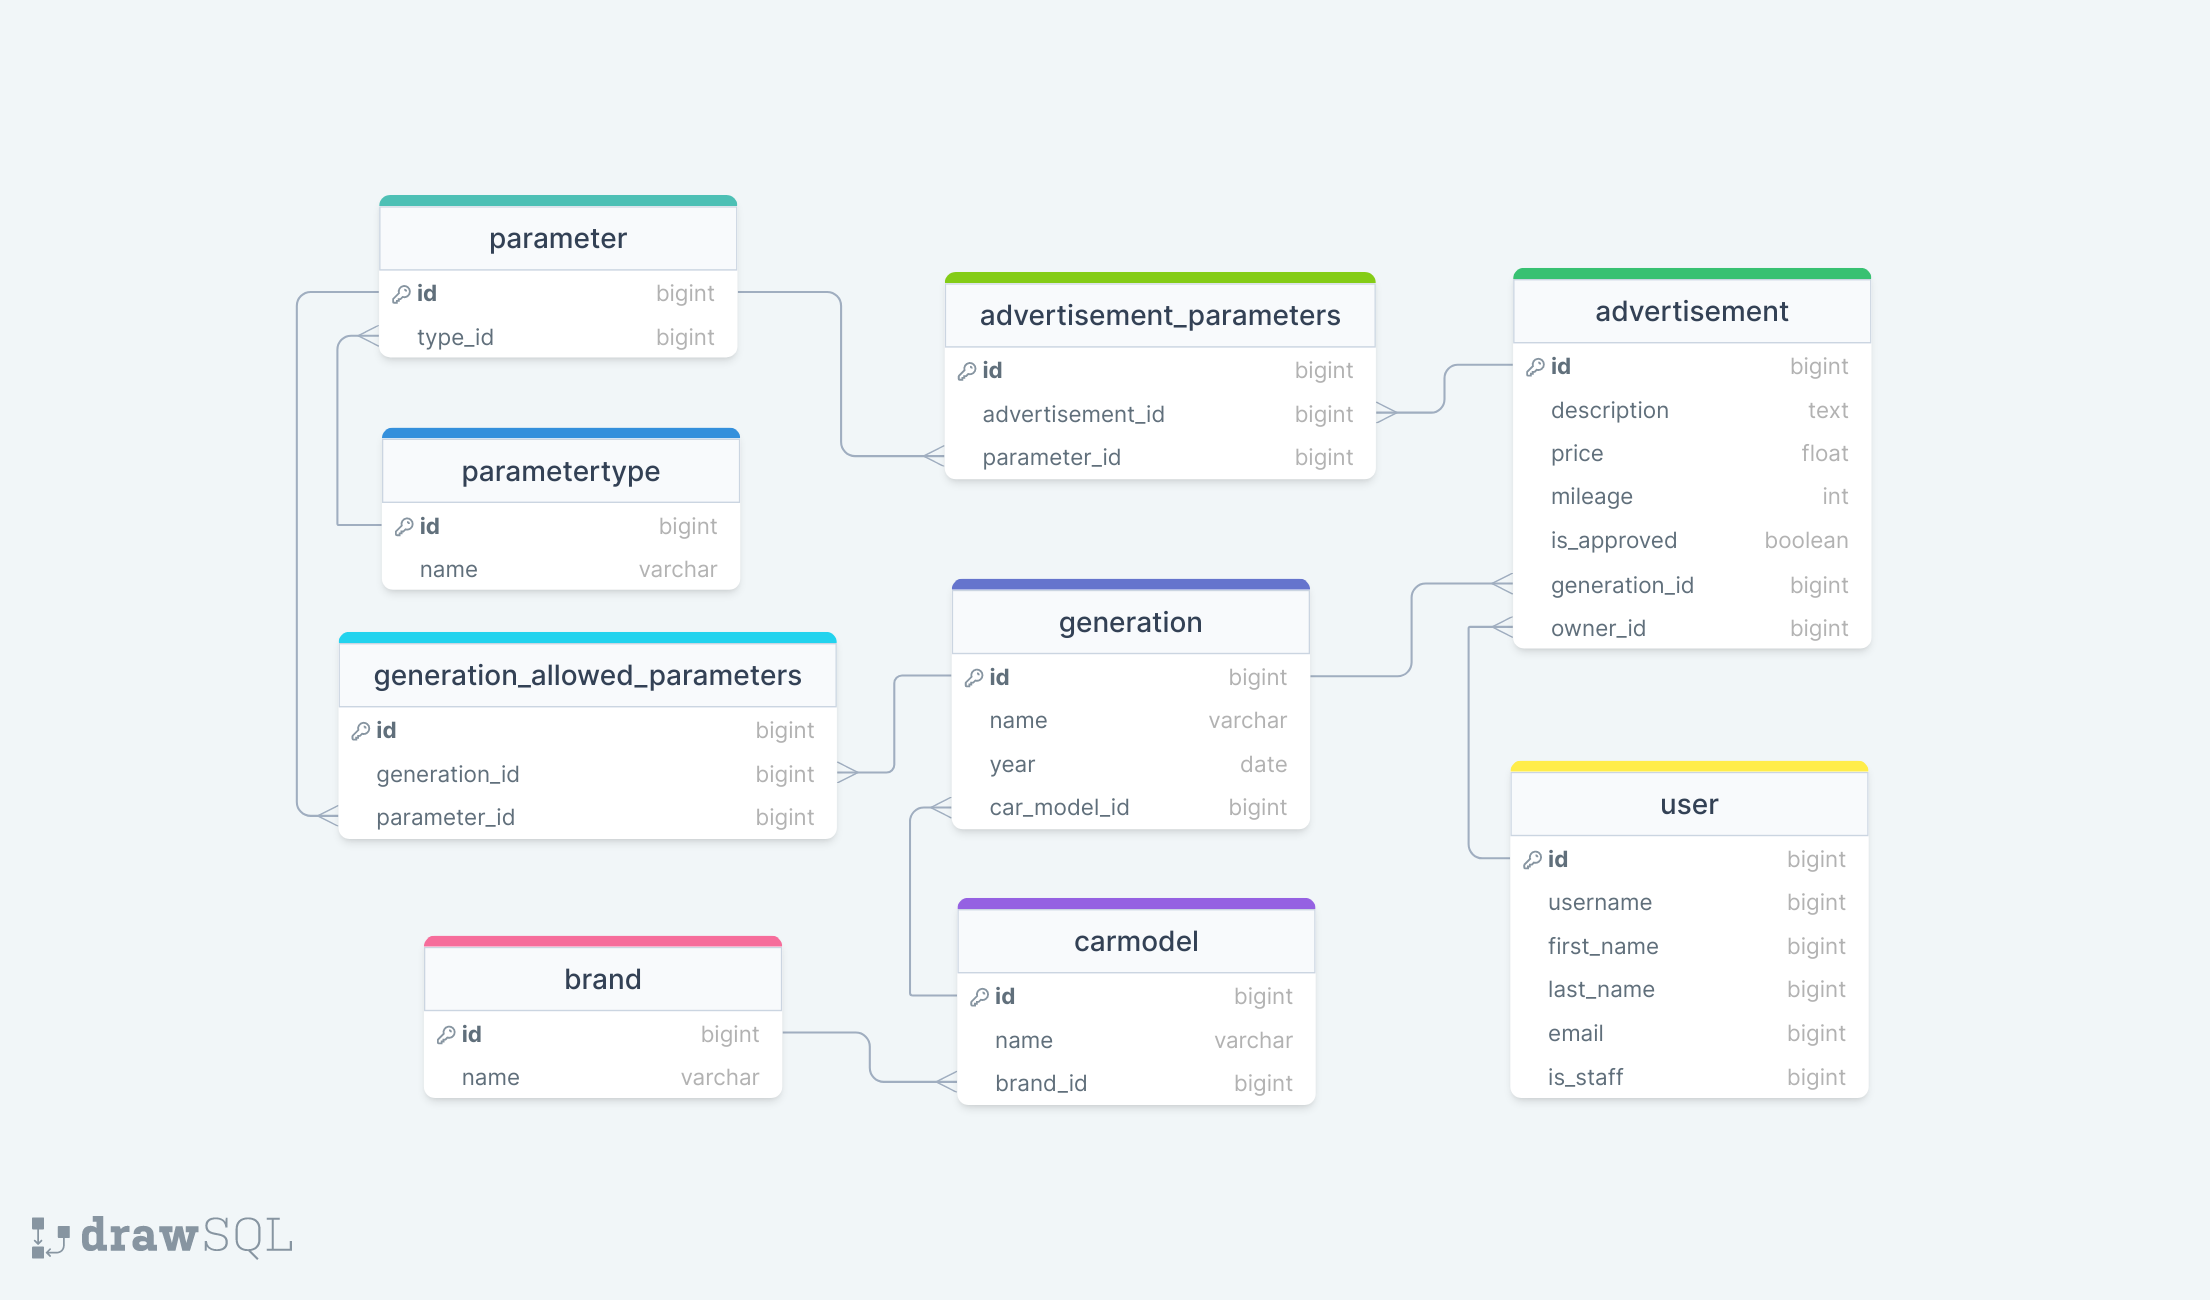 parameter
id bigint
type_id bigint
parametertype
id bigint
name varchar
generation_allowed_parameters
id bigint
generation_id bigint
parameter_id bigint
brand
id bigint
name varchar
advertisement_parameters
id bigint
advertisement_id bigint
parameter_id bigint
generation
id bigint
name varchar
year date
car_model_id bigint
carmodel
id bigint
name varchar
brand_id bigint
advertisement
id bigint
description text
price float
mileage int
is_approved boolean
generation_id bigint
owner_id bigint
user
id bigint
username bigint
first_name bigint
last_name bigint
email bigint
is_staff bigint
drawSQL